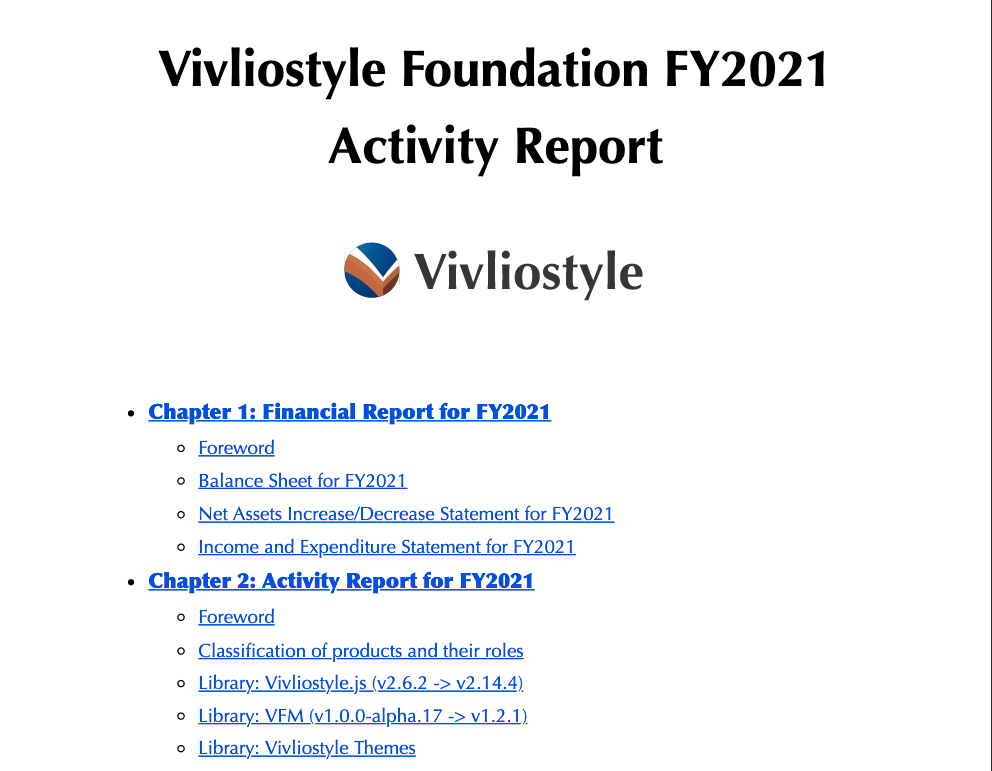 Vivliostyle Foundation FY2021
Activity Report
Vivliostyle
Chapter 1: Financial Report for FY2021
Foreword
Balance Sheet for FY2021
Net Assets Increase/Decrease Statement for FY2021
Income and Expenditure Statement for FY2021
Chapter 2: Activity Report for FY2021
Foreword
Classification of products and their roles
Library: Vivliostyle.js (v2.6.2 -> v2.14.4)
Library: VFM (v1.0.0-alpha.17 -> v1.2.1)
Library: Vivliostyle Themes